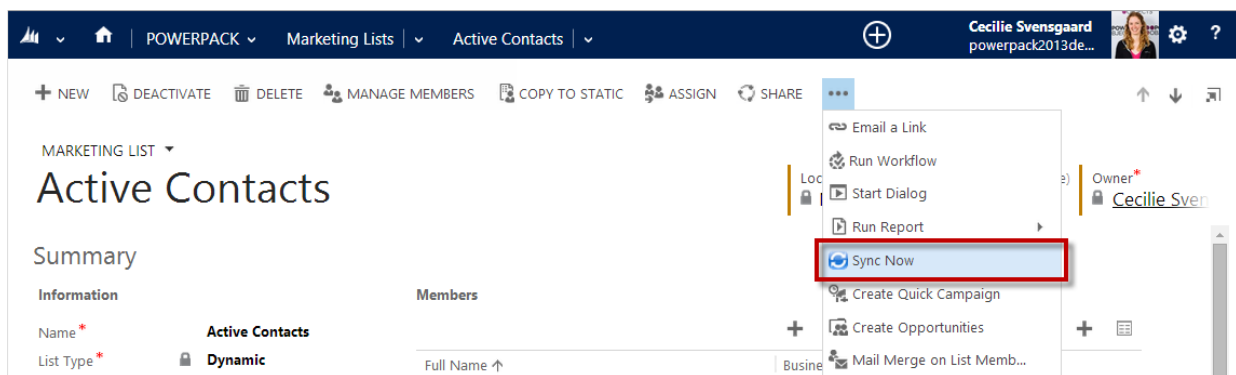 POWERPACK Marketing Lists Active Contacts Cecilie Svensgaard ?
powerpack2013de...
NEW DEACTIVATE DELETE MANAGE MEMBERS COPY TO STATIC ASSIGN SHARE ...
Email a Link
MARKETING LIST
Run Workflow
Active Contacts
Loc e) Owner*
Start Dialog
Cecilie Sven
Run Report
Summary
Sync Now
Information Members
Create Quick Campaign
Name* Active Contacts
Create Opportunities
List Type* Dynamic
Full Name Busine
Mail Merge on List Memb...